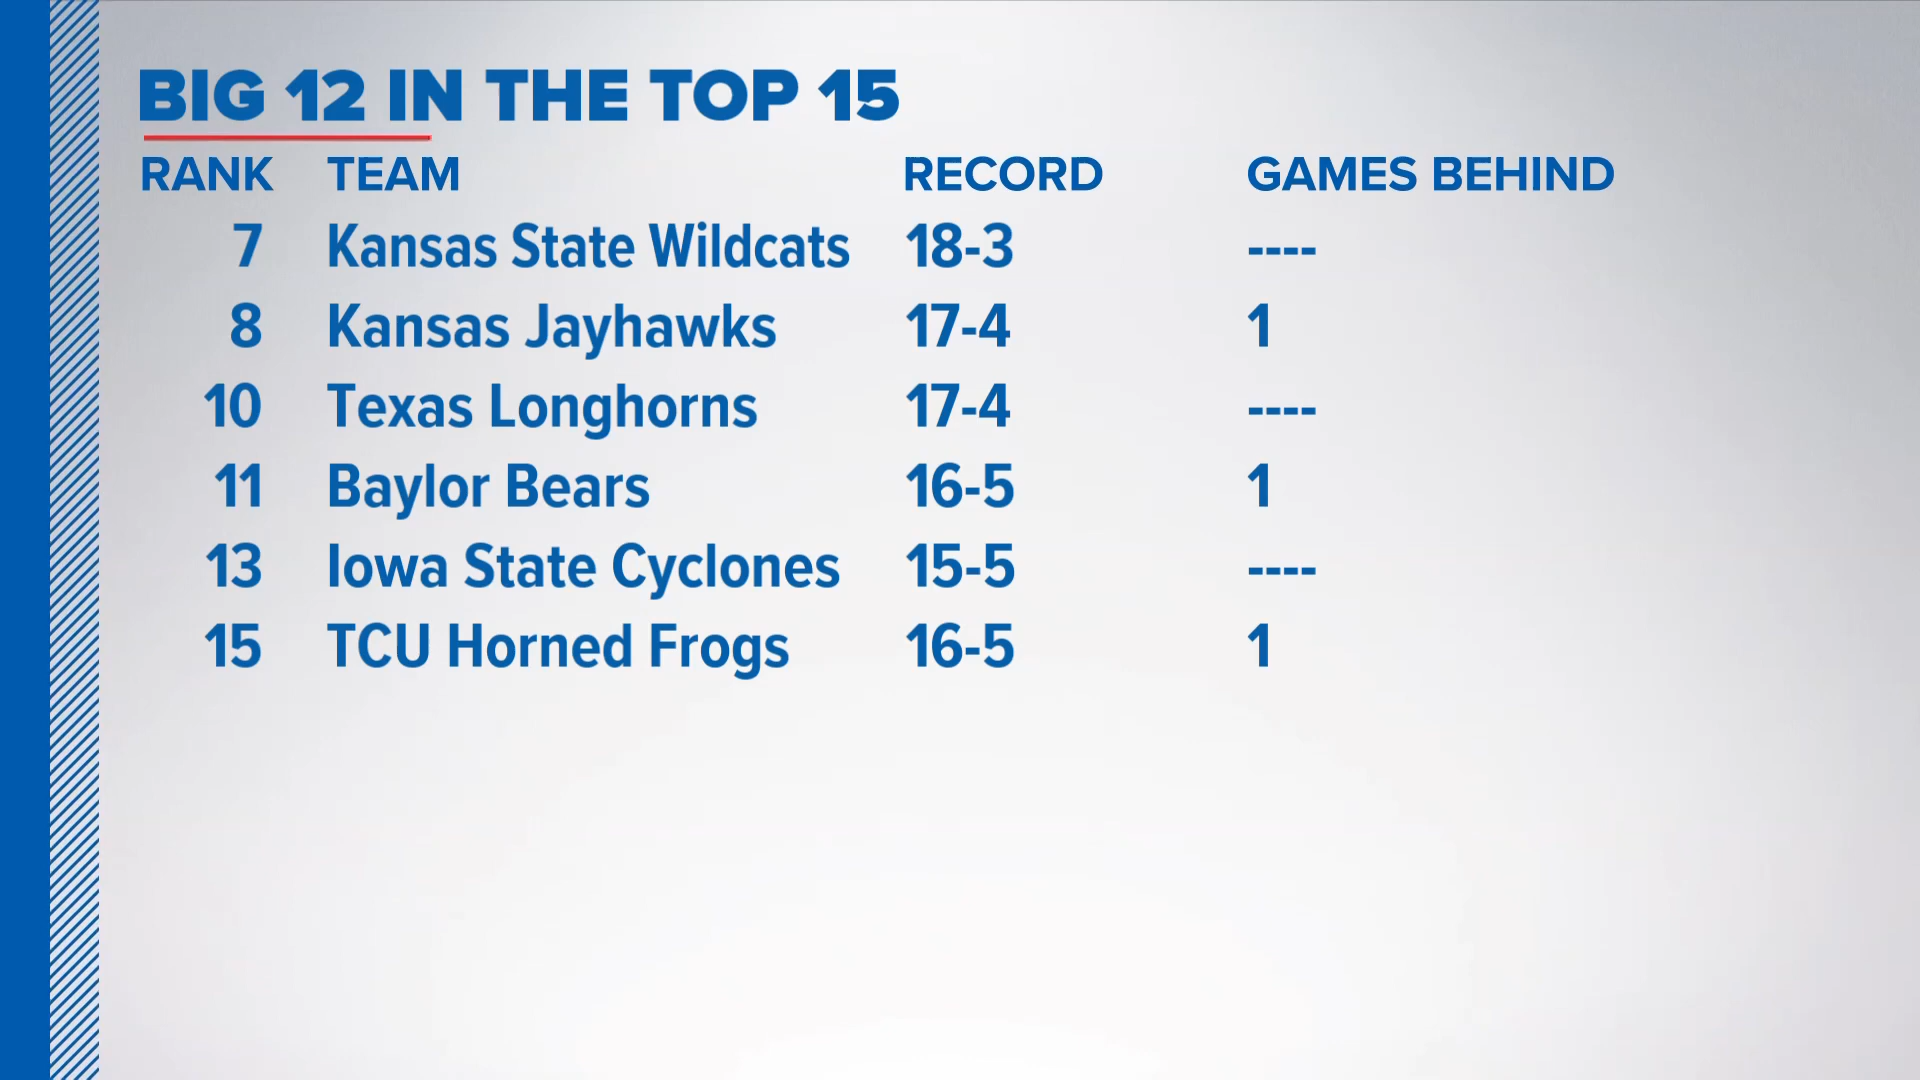 BIG 12 IN THE TOP 15
RANK TEAM RECORD GAMES BEHIND
7 Kansas State Wildcats 18-3 ----
8 Kansas Jayhawks 17-4 1
10 Texas Longhorns 17-4 ----
11 Baylor Bears 16-5 1
13 Iowa State Cyclones 15-5 ----
15 TCU Horned Frogs 16-5 1